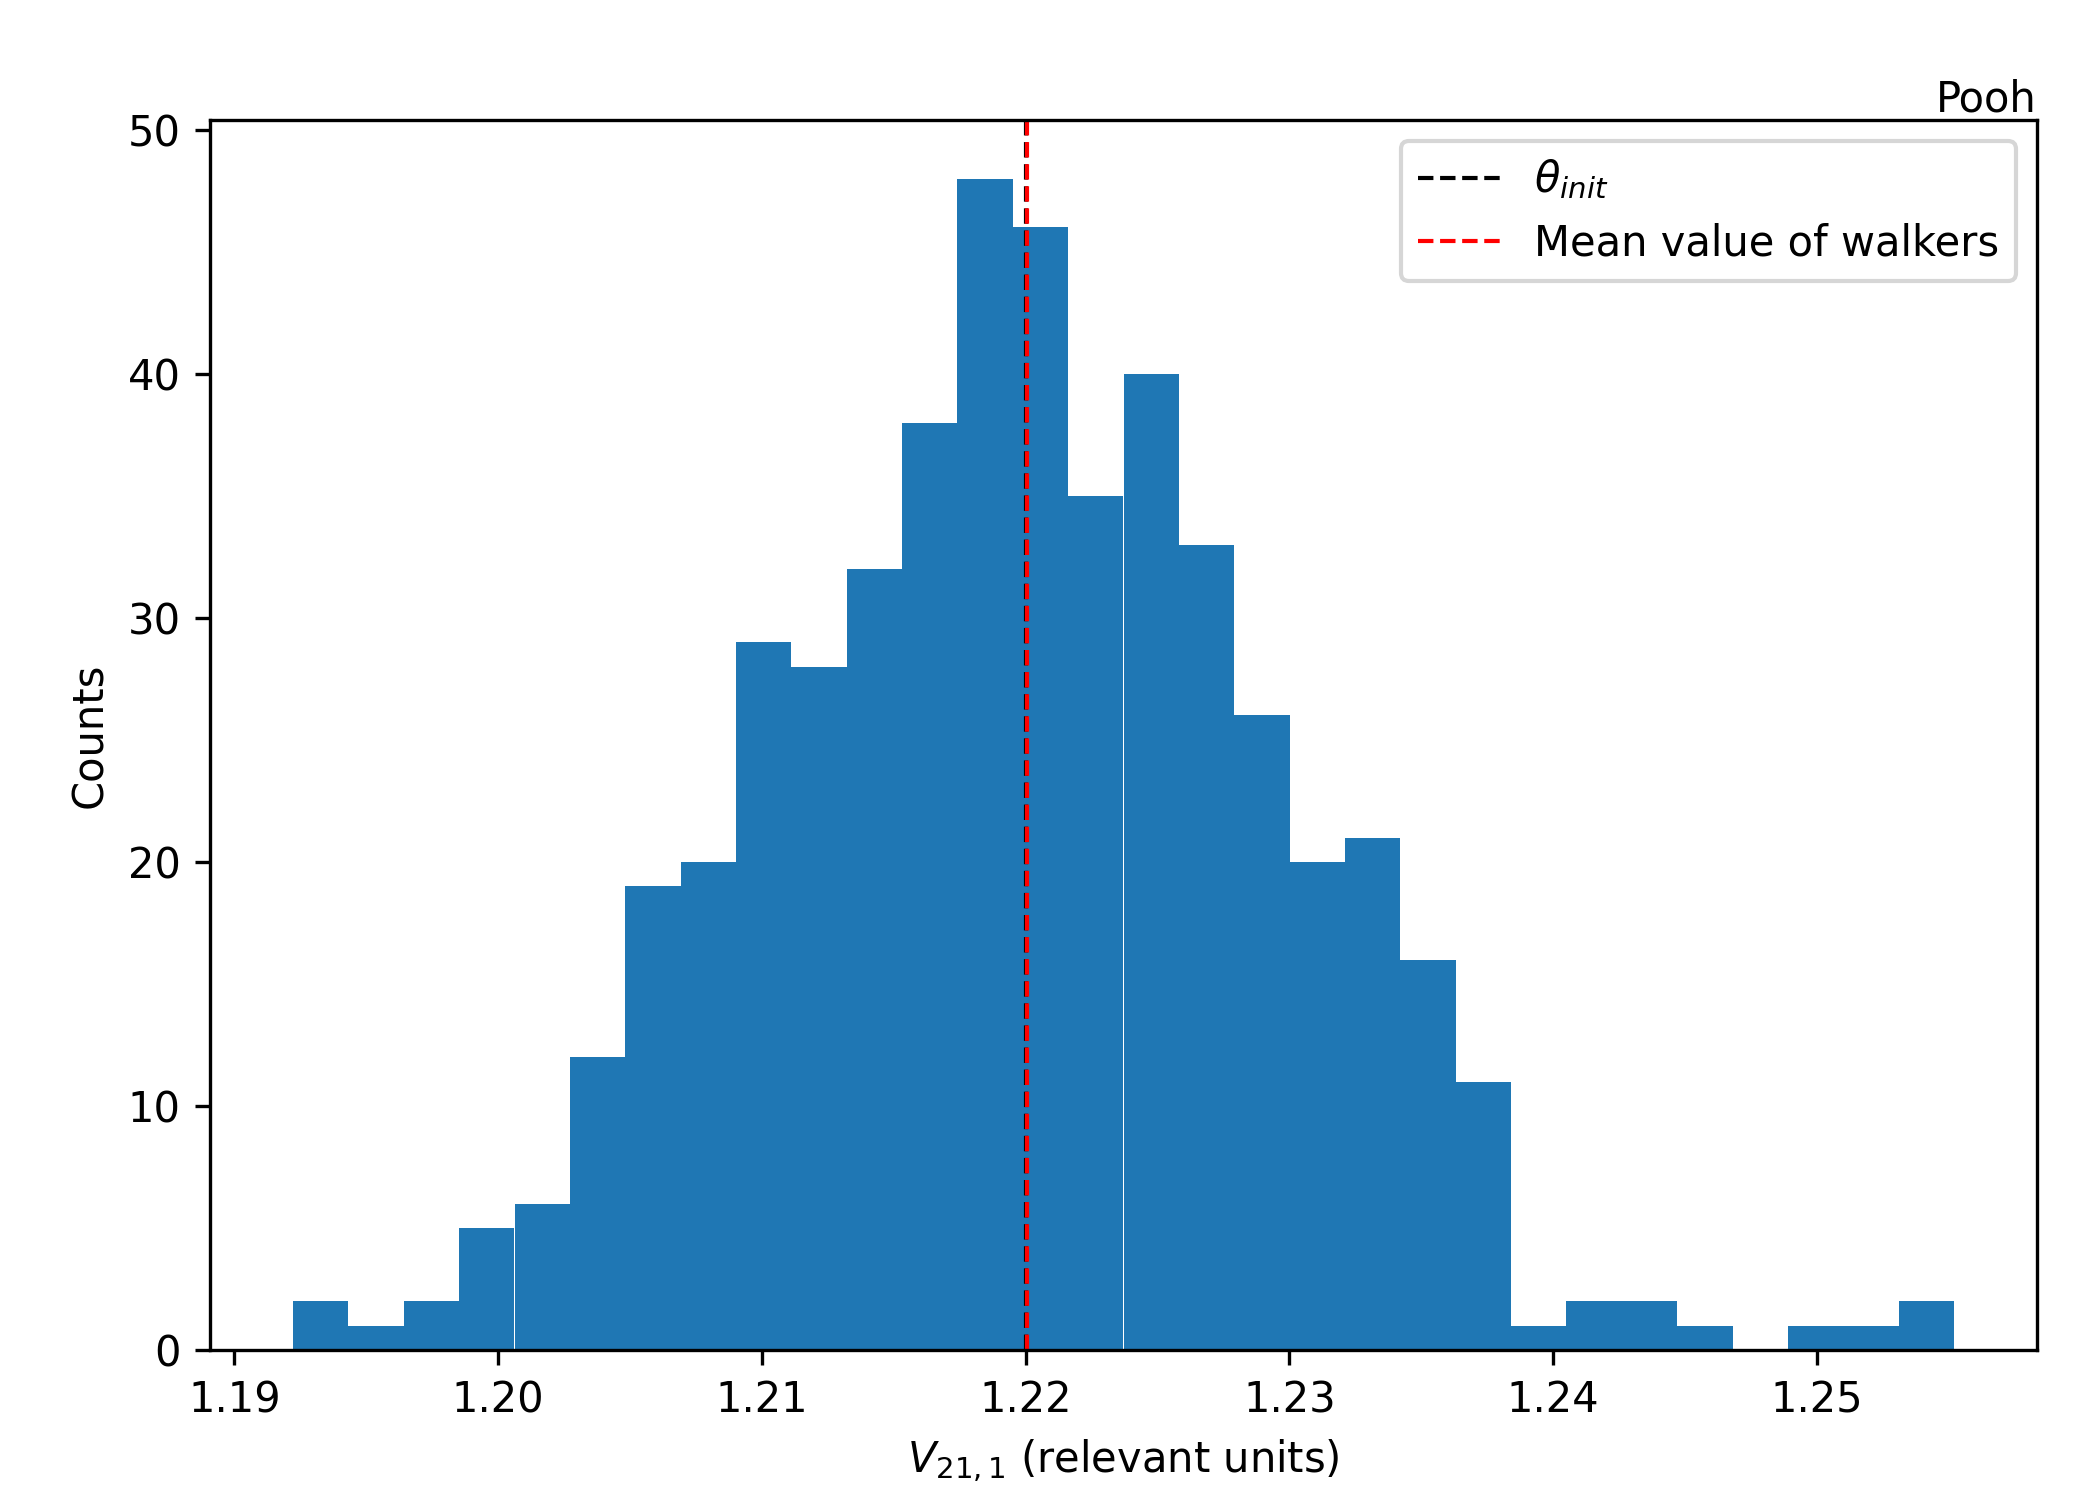 Pooh
50
40
30
20
10
0
Counts
θ_init
Mean value of walkers
1.19 1.20 1.21 1.22 1.23 1.24 1.25
V_21,1 (relevant units)